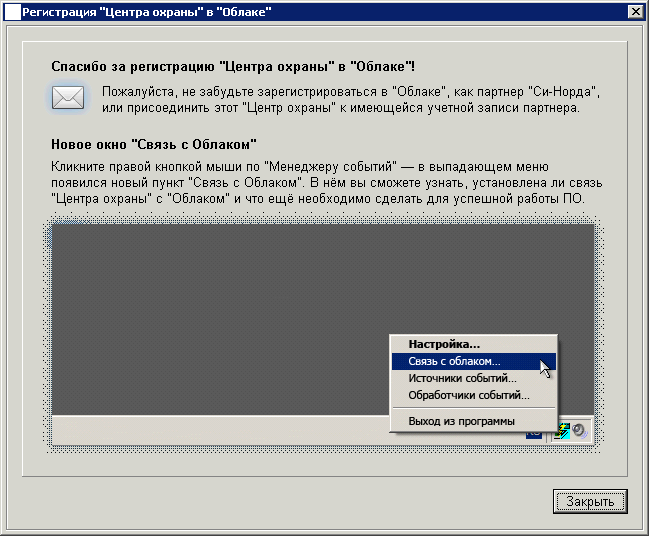 Регистрация "Центра охраны" в "Облаке"
Спасибо за регистрацию "Центра охраны" в "Облаке"!
Пожалуйста, не забудьте зарегистрироваться в "Облаке", как партнер "Си-Норда",
или присоединить этот "Центр охраны" к имеющейся учетной записи партнера.
Новое окно "Связь с Облаком"
Кликните правой кнопкой мыши по "Менеджеру событий" — в выпадающем меню
появился новый пункт "Связь с Облаком". В нём вы сможете узнать, установлена ли связь
"Центра охраны" с "Облаком" и что ещё необходимо сделать для успешной работы ПО.
Настройка...
Связь с облаком...
Источники событий...
Обработчики событий...
Выход из программы
Закрыть